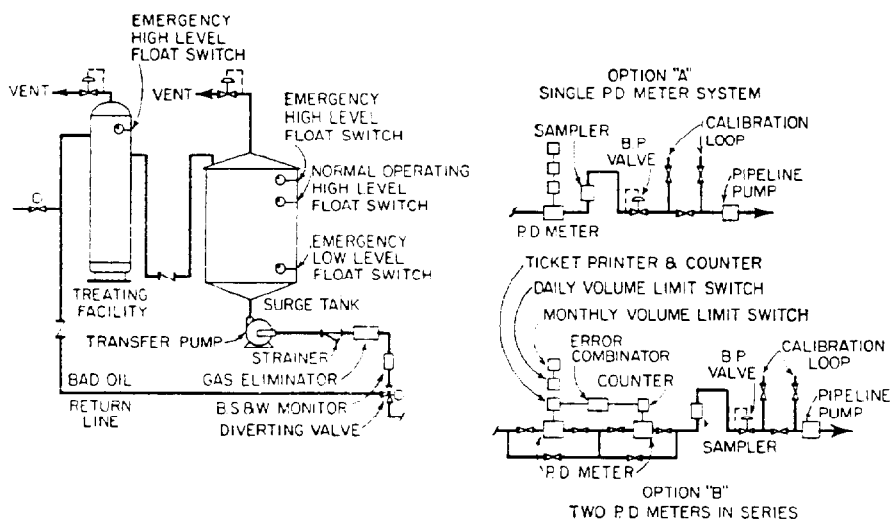 EMERGENCY
HIGH LEVEL
FLOAT SWITCH
VENT
VENT
EMERGENCY
HIGH LEVEL
FLOAT SWITCH
NORMAL OPERATING
HIGH LEVEL
FLOAT SWITCH
EMERGENCY
LOW LEVEL
FLOAT SWITCH
TREATING
FACILITY
SURGE TANK
TRANSFER PUMP
STRAINER
GAS ELIMINATOR
BAD OIL
RETURN
LINE
B.S.&W MONITOR
DIVERTING VALVE
OPTION "A"
SINGLE P.D METER SYSTEM
SAMPLER
B.P.
VALVE
CALIBRATION
LOOP
PIPELINE
PUMP
P.D METER
TICKET PRINTER & COUNTER
DAILY VOLUME LIMIT SWITCH
MONTHLY VOLUME LIMIT SWITCH
ERROR
COMBINATOR
COUNTER
B.P.
VALVE
CALIBRATION
LOOP
PIPELINE
PUMP
P.D METER
SAMPLER
OPTION "B"
TWO P.D METERS IN SERIES